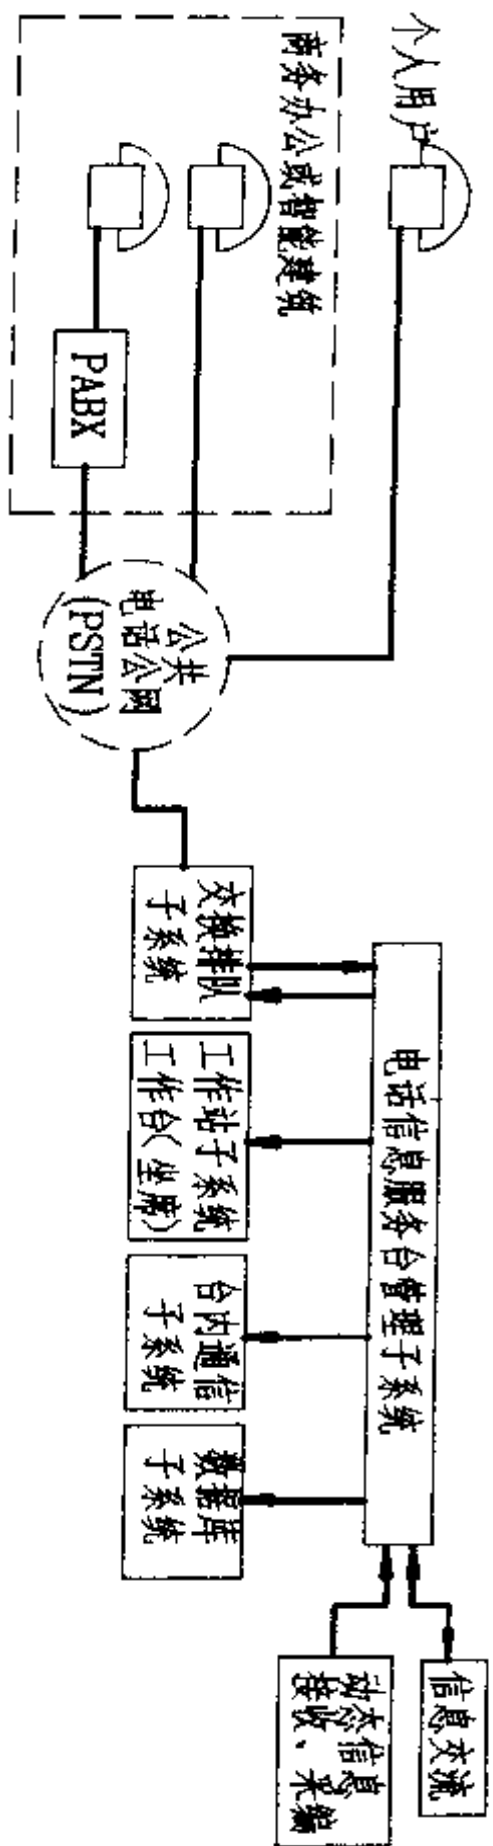 个人用户
商务办公或智能建筑
PABX
公共
电话公网
(PSTN)
电话信息服务台管理子系统
交换排队
子系统
工作站子系统
工作台(坐席)
台内通信
子系统
数据库
子系统
信息交流
动态信息
接收、采编